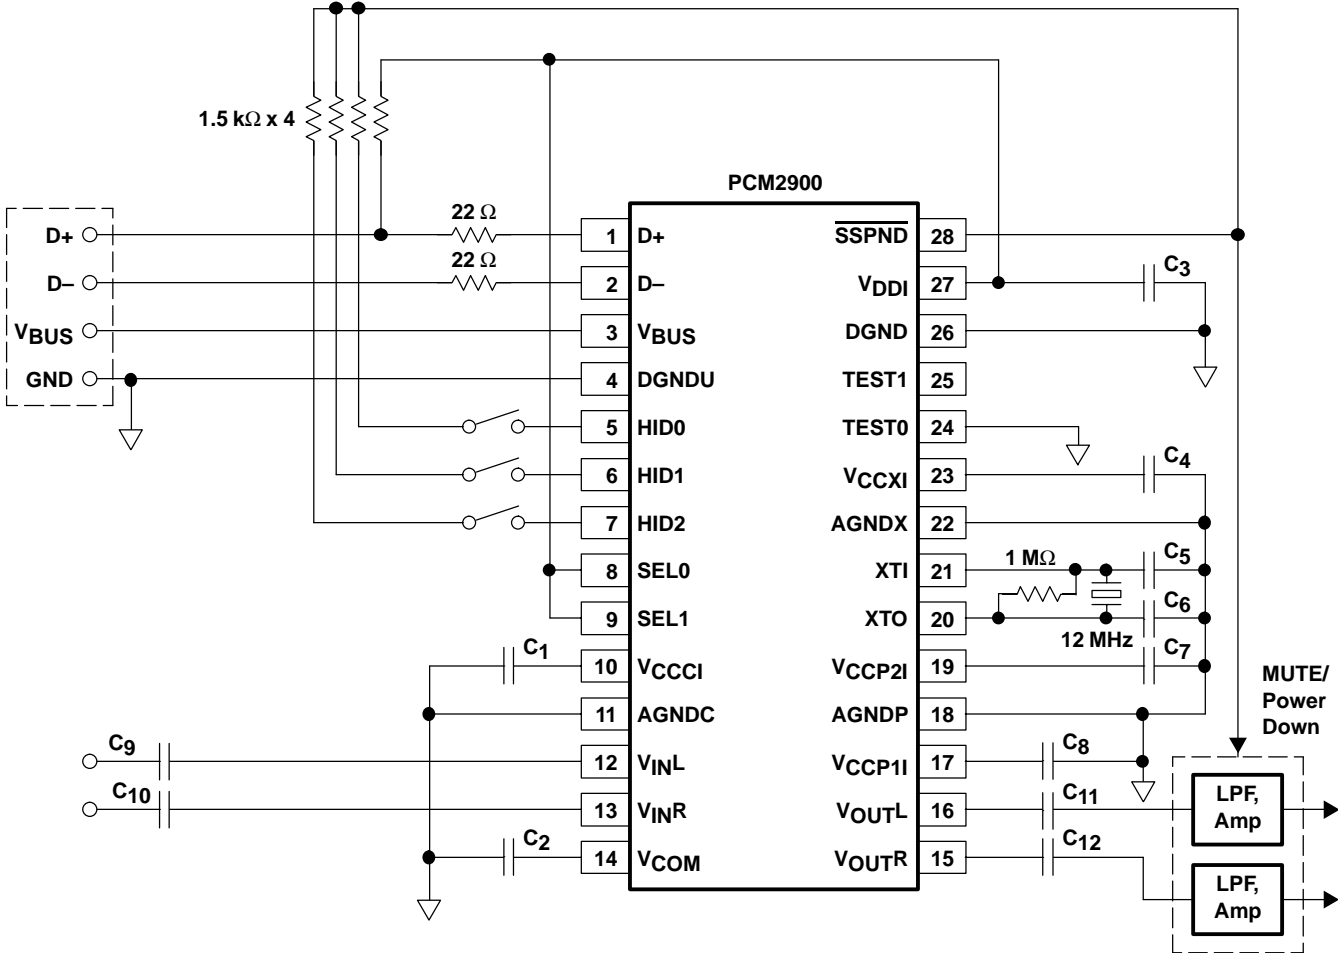 1.5 kΩ x 4
PCM2900
D+
D–
VBUS
GND
22 Ω
22 Ω
1 D+
2 D–
3 VBUS
4 DGNDU
5 HID0
6 HID1
7 HID2
8 SEL0
9 SEL1
10 VCCCI
11 AGNDC
12 VINL
13 VINR
14 VCOM
SSPND 28
VDDI 27
DGND 26
TEST1 25
TEST0 24
VCCXI 23
AGNDX 22
XTI 21
XTO 20
VCCP2I 19
AGNDP 18
VCCP1I 17
VOUTL 16
VOUTR 15
C1
C2
C9
C10
C3
C4
1 MΩ
C5
C6
12 MHz
C7
C8
C11
C12
MUTE/
Power
Down
LPF,
Amp
LPF,
Amp